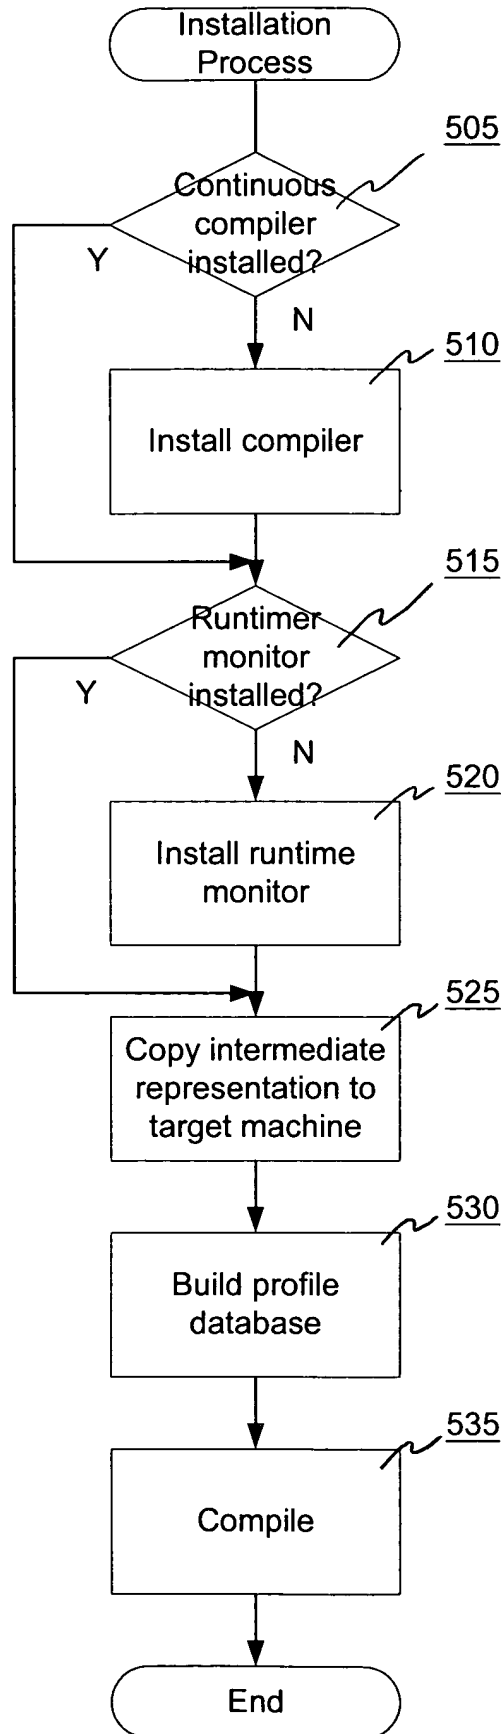 Installation
Process
505
Continuous
compiler
installed?
Y
N
510
Install compiler
515
Runtimer
monitor
installed?
Y
N
520
Install runtime
monitor
525
Copy intermediate
representation to
target machine
530
Build profile
database
535
Compile
End